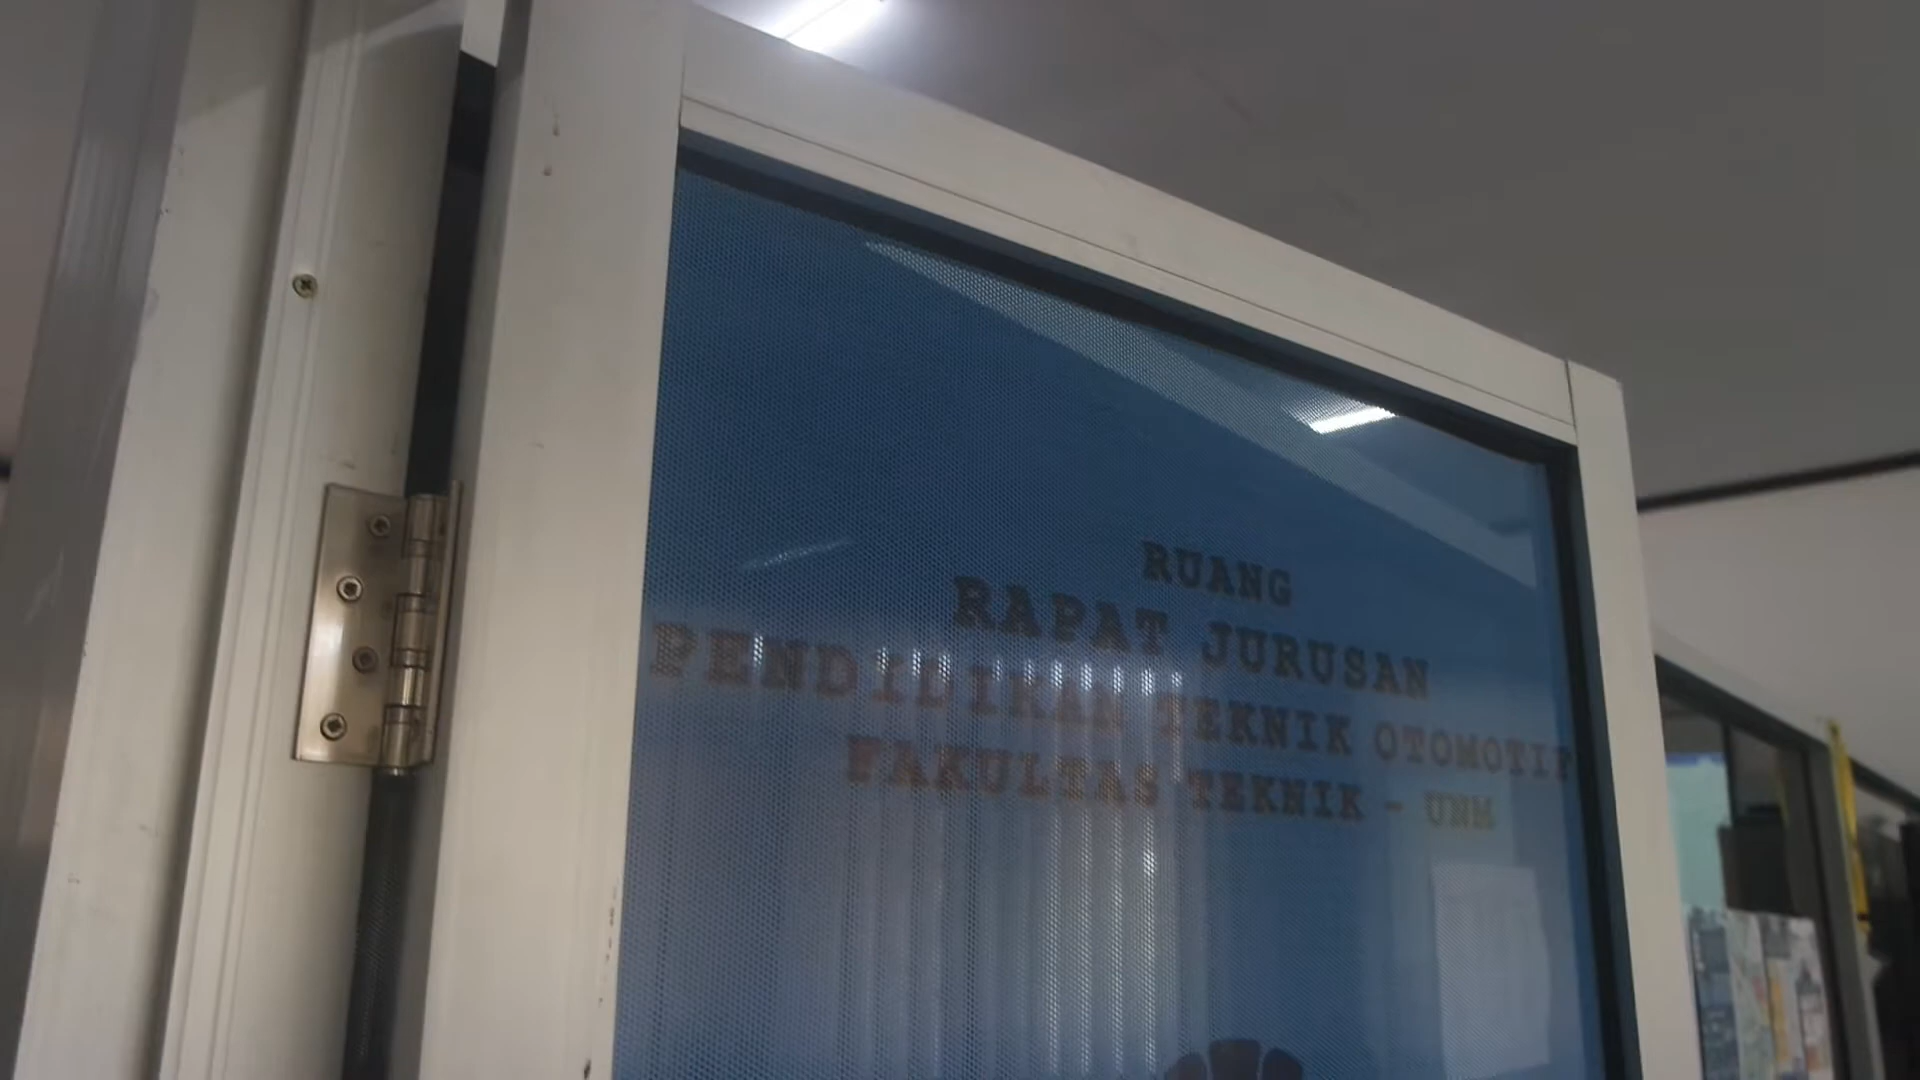 RUANG
RAPAT JURUSAN
PENDIDIKAN TEKNIK OTOMOTIF
FAKULTAS TEKNIK - UNM